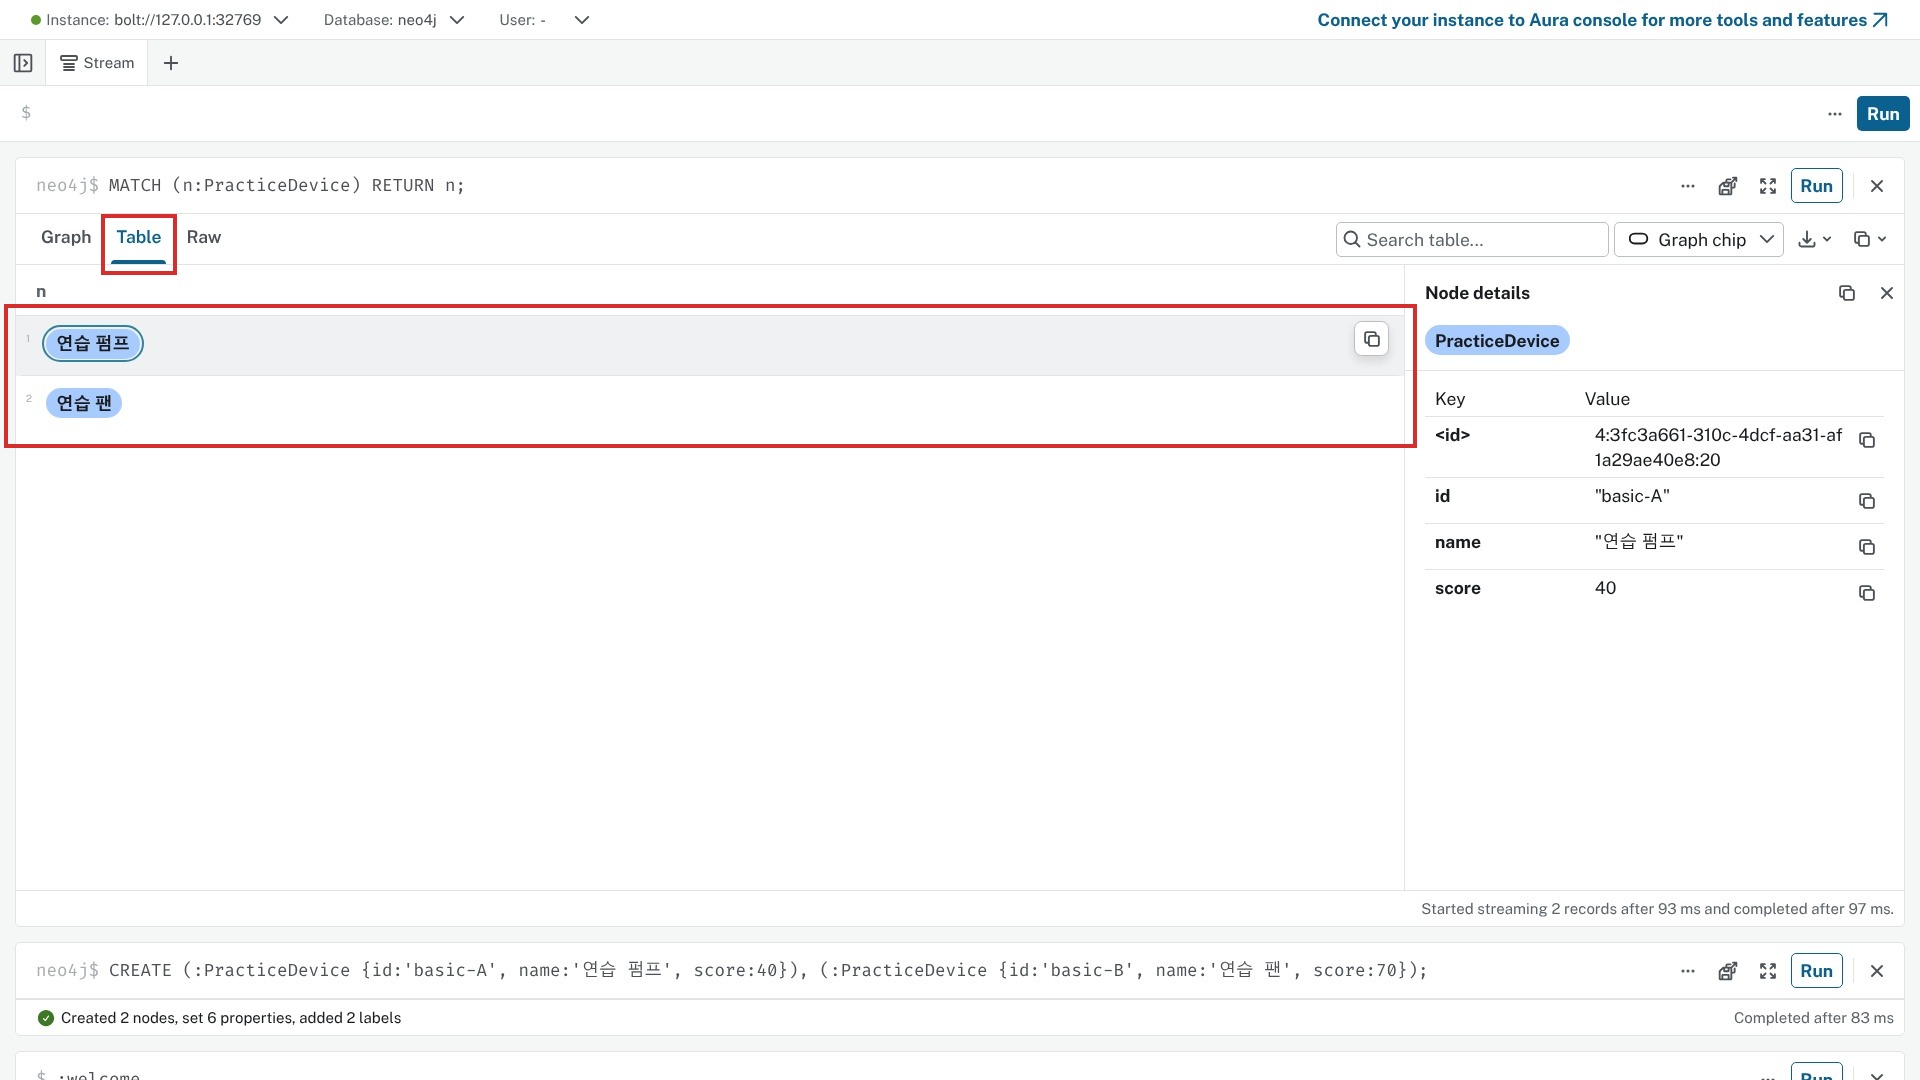 Instance: bolt://127.0.0.1:32769 Database: neo4j User: - Connect your instance to Aura console for more tools and features
Stream
$ ... Run
neo4j$ MATCH (n:PracticeDevice) RETURN n; ... Run
Graph Table Raw Search table... Graph chip
n
1 연습 펌프
2 연습 팬
Node details
PracticeDevice
Key Value
<id> 4:3fc3a661-310c-4dcf-aa31-af
1a29ae40e8:20
id "basic-A"
name "연습 펌프"
score 40
Started streaming 2 records after 93 ms and completed after 97 ms.
neo4j$ CREATE (:PracticeDevice {id:'basic-A', name:'연습 펌프', score:40}), (:PracticeDevice {id:'basic-B', name:'연습 팬', score:70}); ... Run
Created 2 nodes, set 6 properties, added 2 labels Completed after 83 ms
$ :welcome ... Run